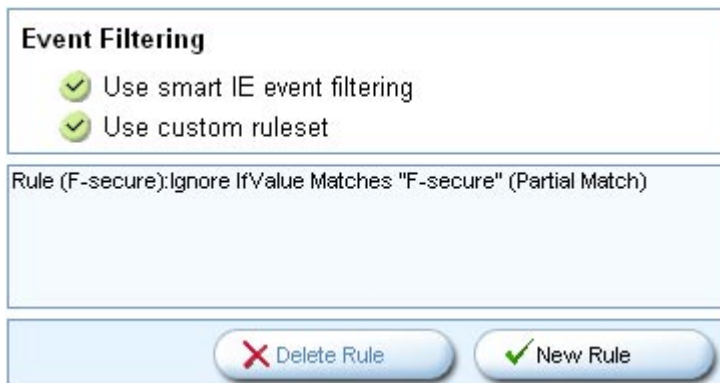 Event Filtering
Use smart IE event filtering
Use custom ruleset
Rule (F-secure):Ignore IfValue Matches "F-secure" (Partial Match)
Delete Rule
New Rule